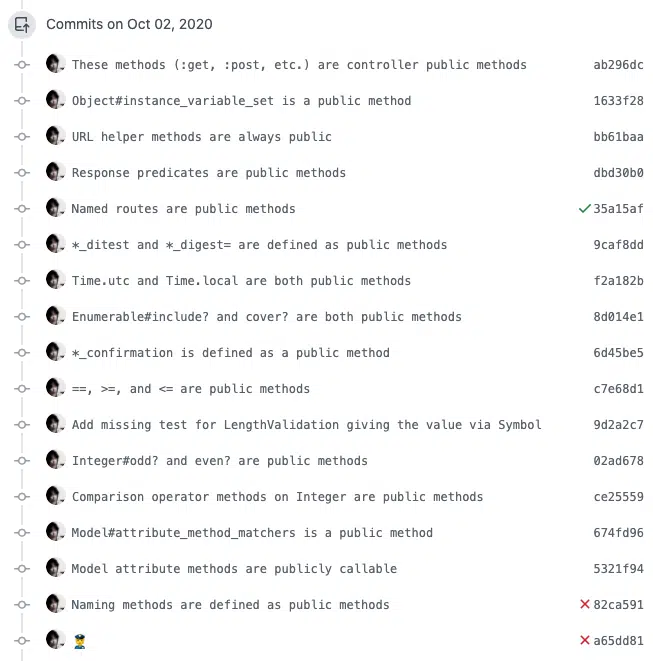 Commits on Oct 02, 2020
These methods (:get, :post, etc.) are controller public methods ab296dc
Object#instance_variable_set is a public method 1633f28
URL helper methods are always public bb61baa
Response predicates are public methods dbd30b0
Named routes are public methods 35a15af
*_ditest and *_digest= are defined as public methods 9caf8dd
Time.utc and Time.local are both public methods f2a182b
Enumerable#include? and cover? are both public methods 8d014e1
*_confirmation is defined as a public method 6d45be5
==, >=, and <= are public methods c7e68d1
Add missing test for LengthValidation giving the value via Symbol 9d2a2c7
Integer#odd? and even? are public methods 02ad678
Comparison operator methods on Integer are public methods ce25559
Model#attribute_method_matchers is a public method 674fd96
Model attribute methods are publicly callable 5321f94
Naming methods are defined as public methods 82ca591
👮 a65dd81